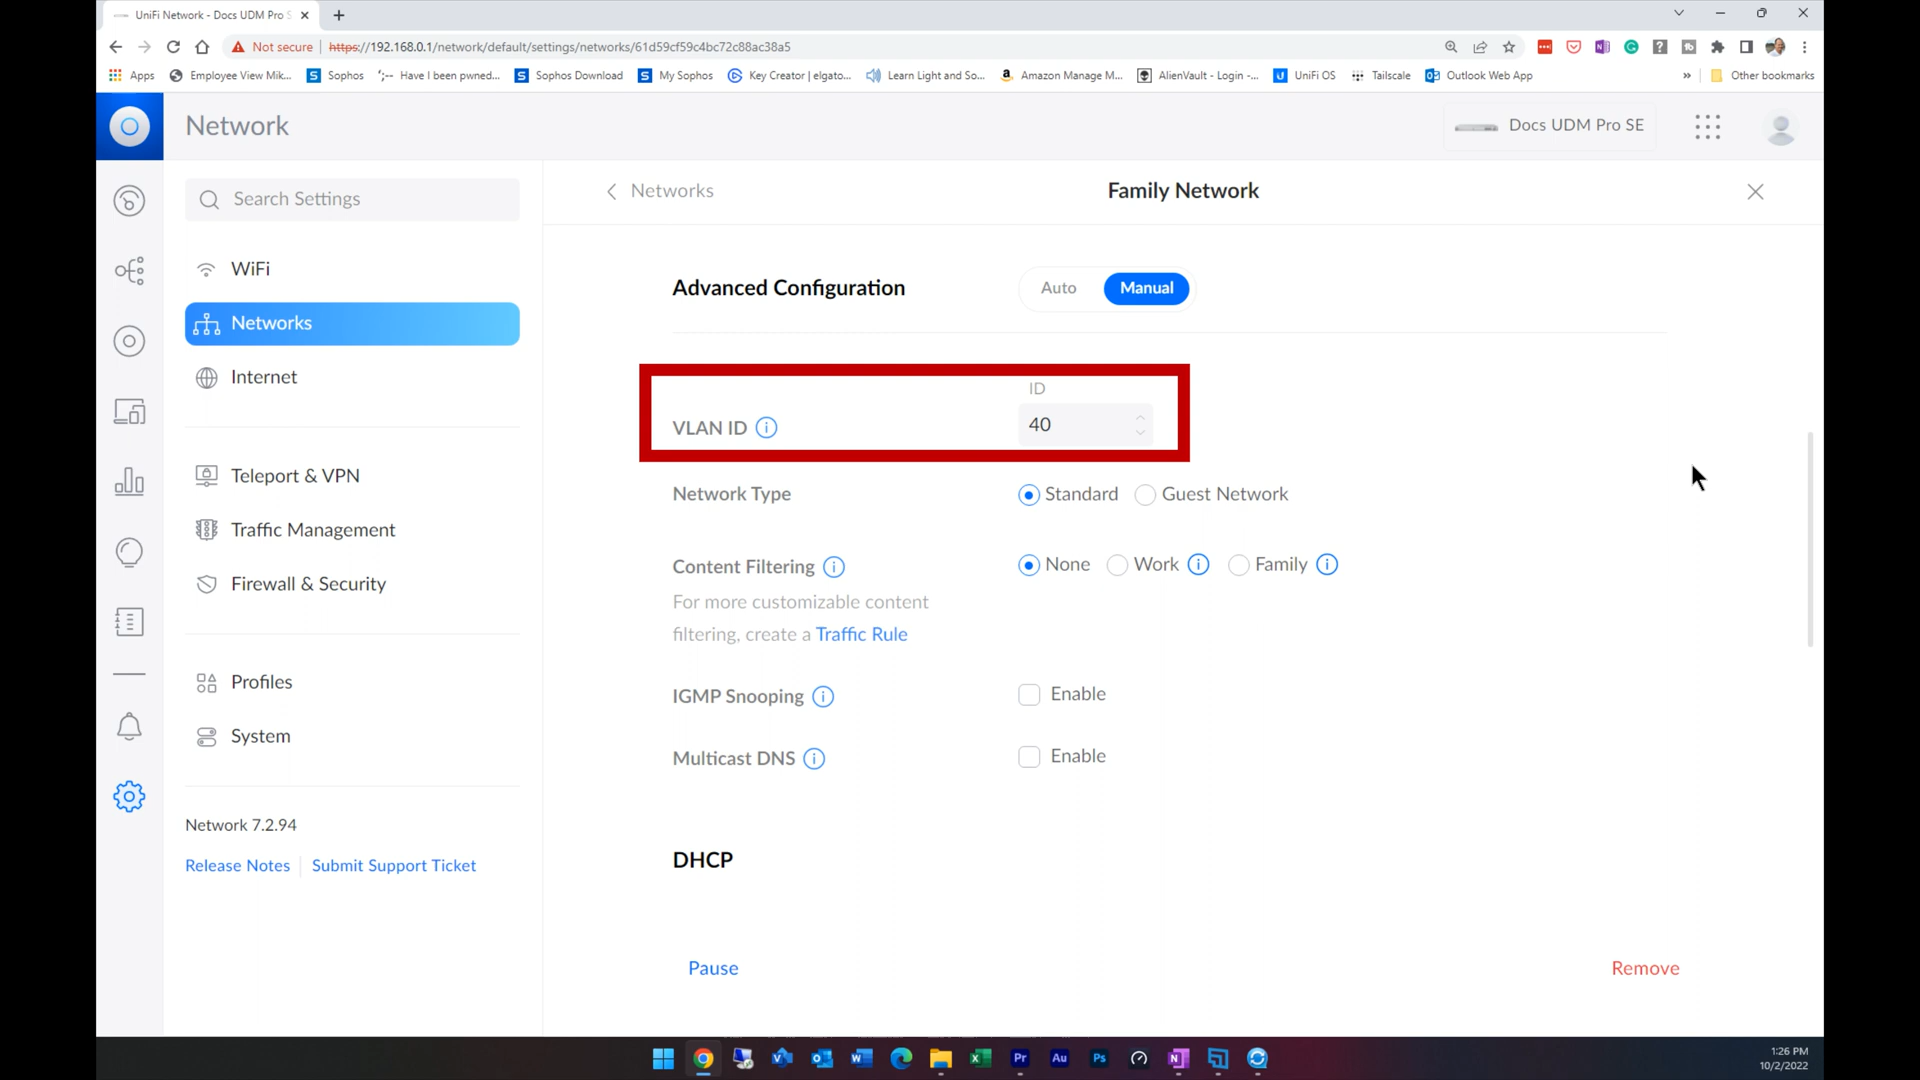 UniFi Network - Docs UDM Pro S
Not secure https://192.168.0.1/network/default/settings/networks/61d59cf59c4bc72c88ac38a5
Apps Employee View Mik... Sophos Have I been pwned... Sophos Download My Sophos Key Creator | elgato... Learn Light and So... Amazon Manage M... AlienVault - Login -... UniFi OS Tailscale Outlook Web App » Other bookmarks
Network
Docs UDM Pro SE
Search Settings
WiFi
Networks
Internet
Teleport & VPN
Traffic Management
Firewall & Security
Profiles
System
Network 7.2.94
Release Notes Submit Support Ticket
Networks
Family Network
Advanced Configuration Auto Manual
ID
VLAN ID 40
Network Type Standard Guest Network
Content Filtering None Work Family
For more customizable content
filtering, create a Traffic Rule
IGMP Snooping Enable
Multicast DNS Enable
DHCP
Pause Remove
1:26 PM
10/2/2022